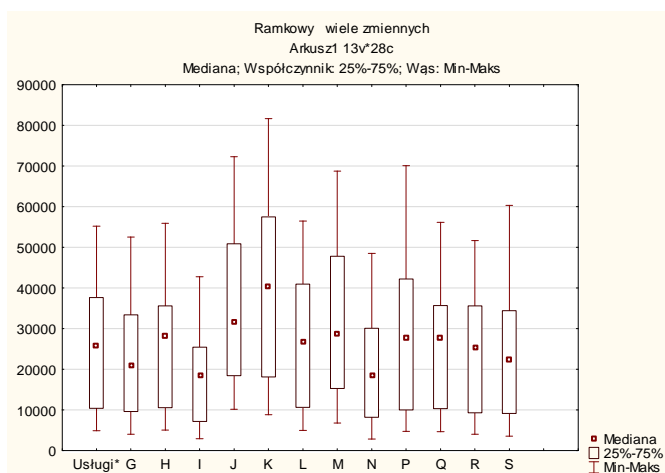 Ramkowy wiele zmiennych
Arkusz1 13v*28c
Mediana; Współczynnik: 25%-75%; Wąs: Min-Maks
90000
80000
70000
60000
50000
40000
30000
20000
10000
0
Usługi* G H I J K L M N P Q R S
Mediana
25%-75%
Min-Maks